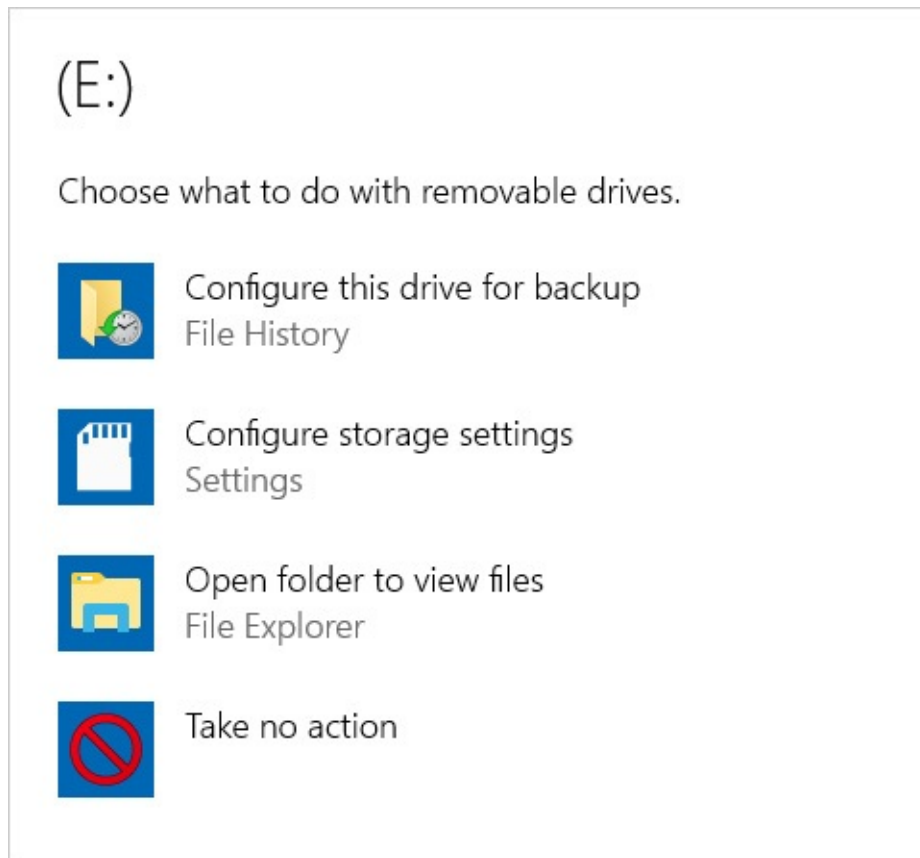 (E:)
Choose what to do with removable drives.
Configure this drive for backup
File History
Configure storage settings
Settings
Open folder to view files
File Explorer
Take no action